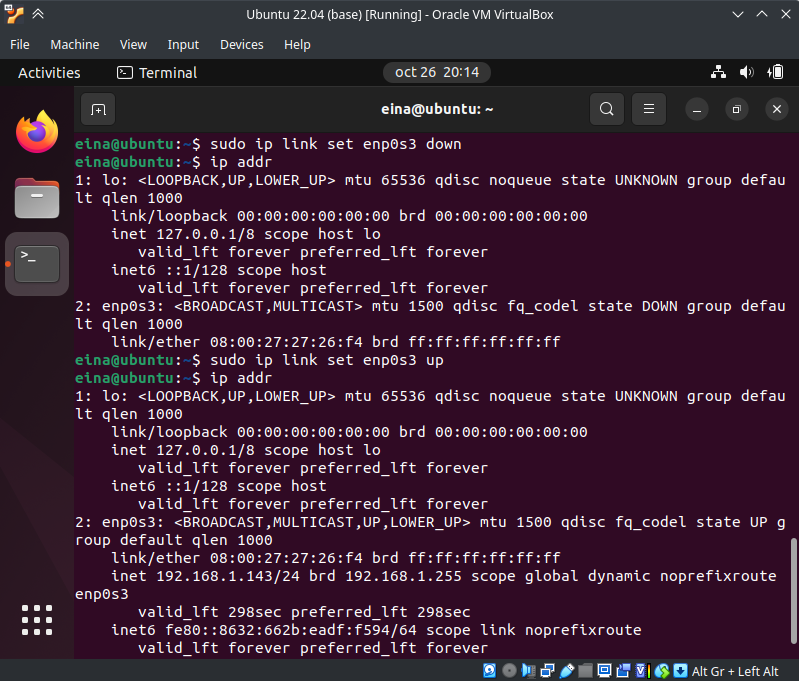 Ubuntu 22.04 (base) [Running] - Oracle VM VirtualBox
File Machine View Input Devices Help
Activities Terminal oct 26 20:14
eina@ubuntu: ~
eina@ubuntu:~$ sudo ip link set enp0s3 down
eina@ubuntu:~$ ip addr
1: lo: <LOOPBACK,UP,LOWER_UP> mtu 65536 qdisc noqueue state UNKNOWN group defau
lt qlen 1000
    link/loopback 00:00:00:00:00:00 brd 00:00:00:00:00:00
    inet 127.0.0.1/8 scope host lo
       valid_lft forever preferred_lft forever
    inet6 ::1/128 scope host
       valid_lft forever preferred_lft forever
2: enp0s3: <BROADCAST,MULTICAST> mtu 1500 qdisc fq_codel state DOWN group defau
lt qlen 1000
    link/ether 08:00:27:27:26:f4 brd ff:ff:ff:ff:ff:ff
eina@ubuntu:~$ sudo ip link set enp0s3 up
eina@ubuntu:~$ ip addr
1: lo: <LOOPBACK,UP,LOWER_UP> mtu 65536 qdisc noqueue state UNKNOWN group defau
lt qlen 1000
    link/loopback 00:00:00:00:00:00 brd 00:00:00:00:00:00
    inet 127.0.0.1/8 scope host lo
       valid_lft forever preferred_lft forever
    inet6 ::1/128 scope host
       valid_lft forever preferred_lft forever
2: enp0s3: <BROADCAST,MULTICAST,UP,LOWER_UP> mtu 1500 qdisc fq_codel state UP g
roup default qlen 1000
    link/ether 08:00:27:27:26:f4 brd ff:ff:ff:ff:ff:ff
    inet 192.168.1.143/24 brd 192.168.1.255 scope global dynamic noprefixroute
enp0s3
       valid_lft 298sec preferred_lft 298sec
    inet6 fe80::8632:662b:eadf:f594/64 scope link noprefixroute
       valid_lft forever preferred_lft forever
Alt Gr + Left Alt